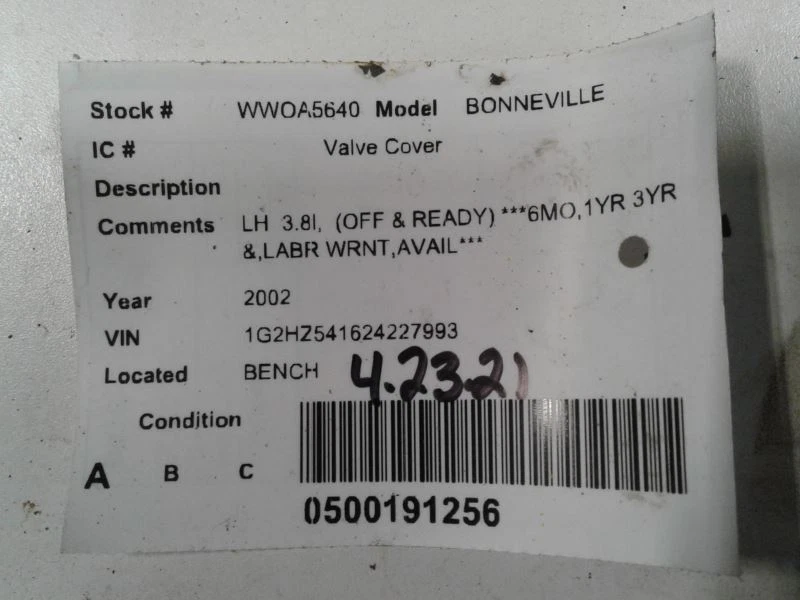 Stock # WWOA5640 Model BONNEVILLE
IC # Valve Cover
Description
Comments LH 3.8l, (OFF & READY) ***6MO,1YR 3YR
&,LABR WRNT,AVAIL***
Year 2002
VIN 1G2HZ541624227993
Located BENCH 4.23.21
Condition
A B C
0500191256